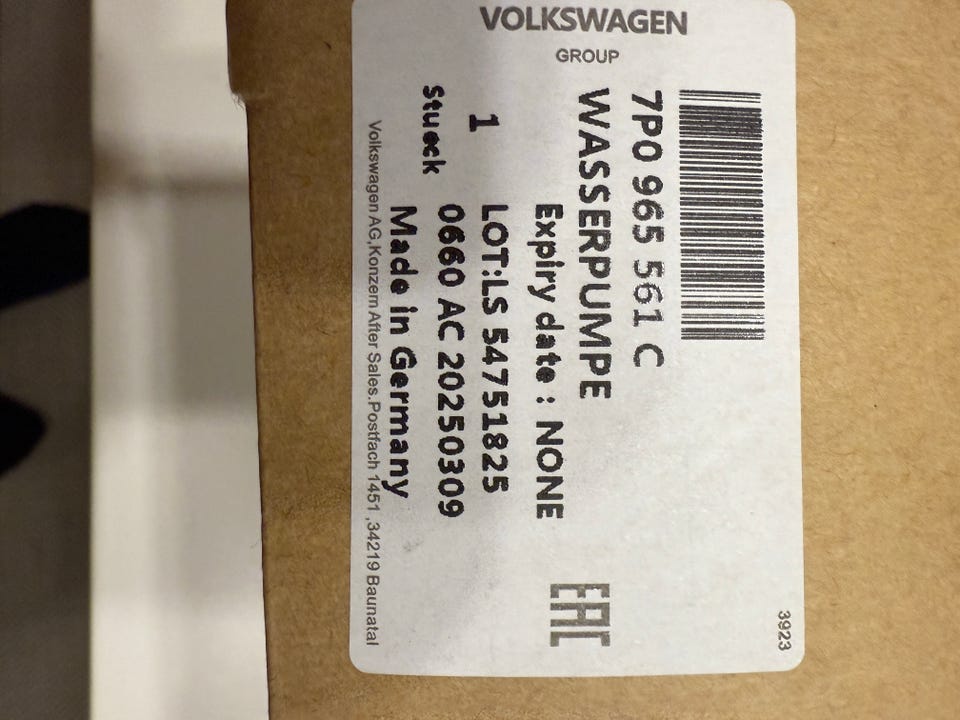 VOLKSWAGEN
GROUP
3923
7P0 965 561 C
WASSERPUMPE
Expiry date : NONE
EAC
1
LOT:LS 54751825
Stueck
0660 AC 20250309
Made in Germany
Volkswagen AG,Konzern After Sales.Postfach 1451 ,34219 Baunatal